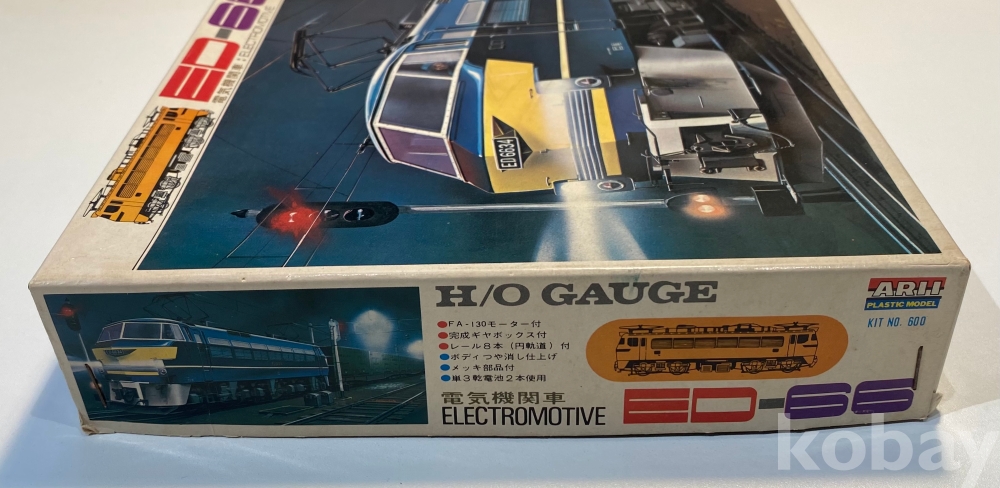 ED-66
電気機関車：ELECTROMOTIVE
ED6634
H/O GAUGE
ARII
PLASTIC MODEL
KIT NO. 600
●FA-130モーター付
●完成ギヤボックス付
●レール8本（円軌道）付
●ボディつや消し仕上げ
●メッキ部品付
●単3乾電池2本使用
電気機関車
ELECTROMOTIVE
ED-66
kobay